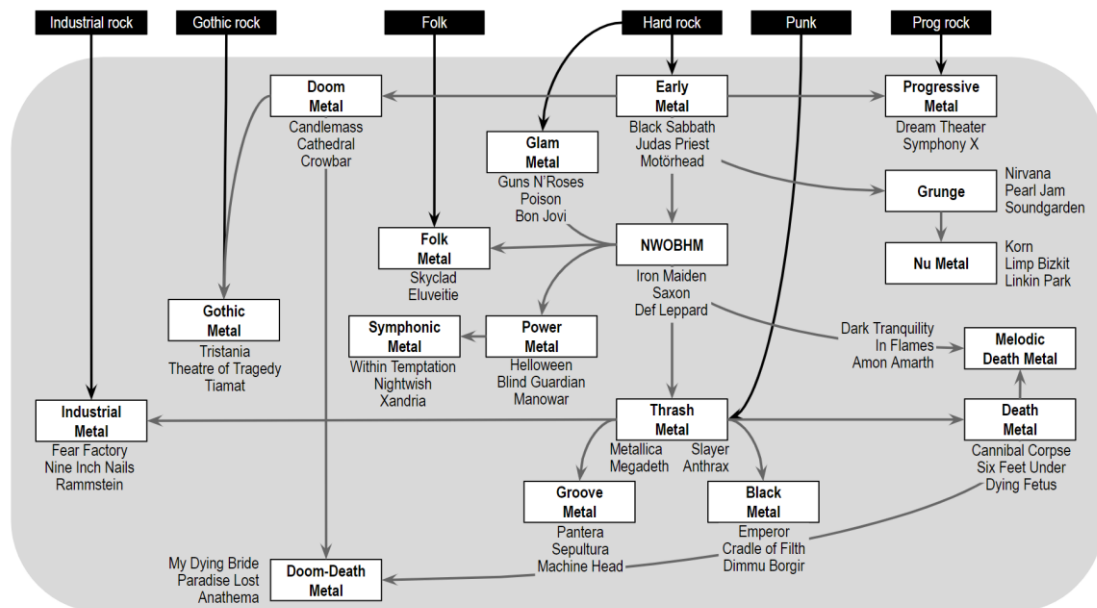 Industrial rock
Gothic rock
Folk
Hard rock
Punk
Prog rock
Doom
Metal
Candlemass
Cathedral
Crowbar
Early
Metal
Black Sabbath
Judas Priest
Motörhead
Progressive
Metal
Dream Theater
Symphony X
Glam
Metal
Guns N'Roses
Poison
Bon Jovi
Grunge
Nirvana
Pearl Jam
Soundgarden
Folk
Metal
Skyclad
Eluveitie
NWOBHM
Iron Maiden
Saxon
Def Leppard
Nu Metal
Korn
Limp Bizkit
Linkin Park
Gothic
Metal
Tristania
Theatre of Tragedy
Tiamat
Symphonic
Metal
Within Temptation
Nightwish
Xandria
Power
Metal
Helloween
Blind Guardian
Manowar
Dark Tranquility
In Flames
Amon Amarth
Melodic
Death Metal
Industrial
Metal
Fear Factory
Nine Inch Nails
Rammstein
Thrash
Metal
Metallica Slayer
Megadeth Anthrax
Death
Metal
Cannibal Corpse
Six Feet Under
Dying Fetus
Groove
Metal
Pantera
Sepultura
Machine Head
Black
Metal
Emperor
Cradle of Filth
Dimmu Borgir
My Dying Bride
Paradise Lost
Anathema
Doom-Death
Metal